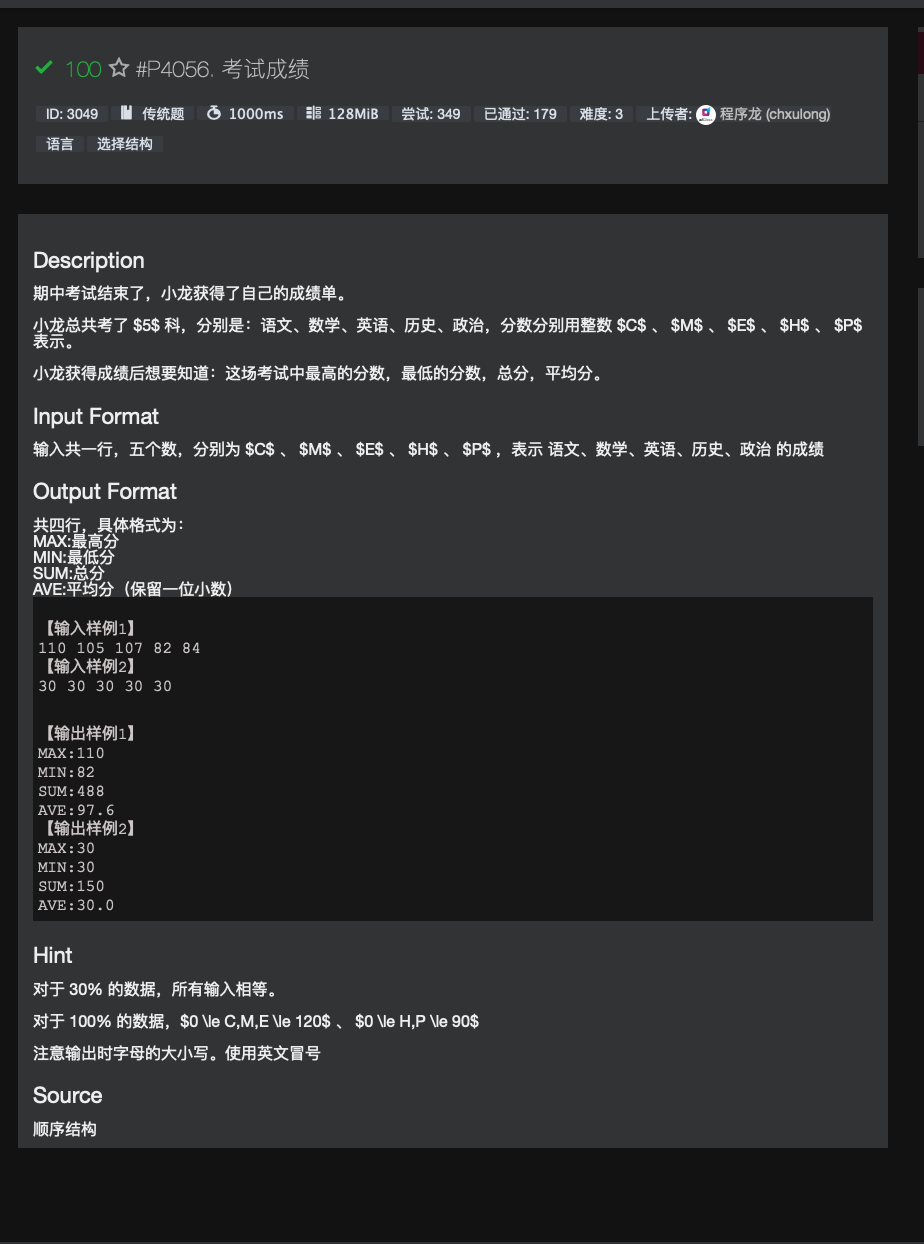 100 #P4056. 考试成绩
ID: 3049 传统题 1000ms 128MiB 尝试: 349 已通过: 179 难度: 3 上传者: 程序龙 (chxulong)
语言 选择结构
Description
期中考试结束了，小龙获得了自己的成绩单。
小龙总共考了 $5$ 科，分别是：语文、数学、英语、历史、政治，分数分别用整数 $C$ 、 $M$ 、 $E$ 、 $H$ 、 $P$
表示。
小龙获得成绩后想要知道：这场考试中最高的分数，最低的分数，总分，平均分。
Input Format
输入共一行，五个数，分别为 $C$ 、 $M$ 、 $E$ 、 $H$ 、 $P$ ，表示 语文、数学、英语、历史、政治 的成绩
Output Format
共四行，具体格式为：
MAX:最高分
MIN:最低分
SUM:总分
AVE:平均分（保留一位小数）
【输入样例1】
110 105 107 82 84
【输入样例2】
30 30 30 30 30
【输出样例1】
MAX:110
MIN:82
SUM:488
AVE:97.6
【输出样例2】
MAX:30
MIN:30
SUM:150
AVE:30.0
Hint
对于 30% 的数据，所有输入相等。
对于 100% 的数据，$0 \le C,M,E \le 120$ 、 $0 \le H,P \le 90$
注意输出时字母的大小写。使用英文冒号
Source
顺序结构